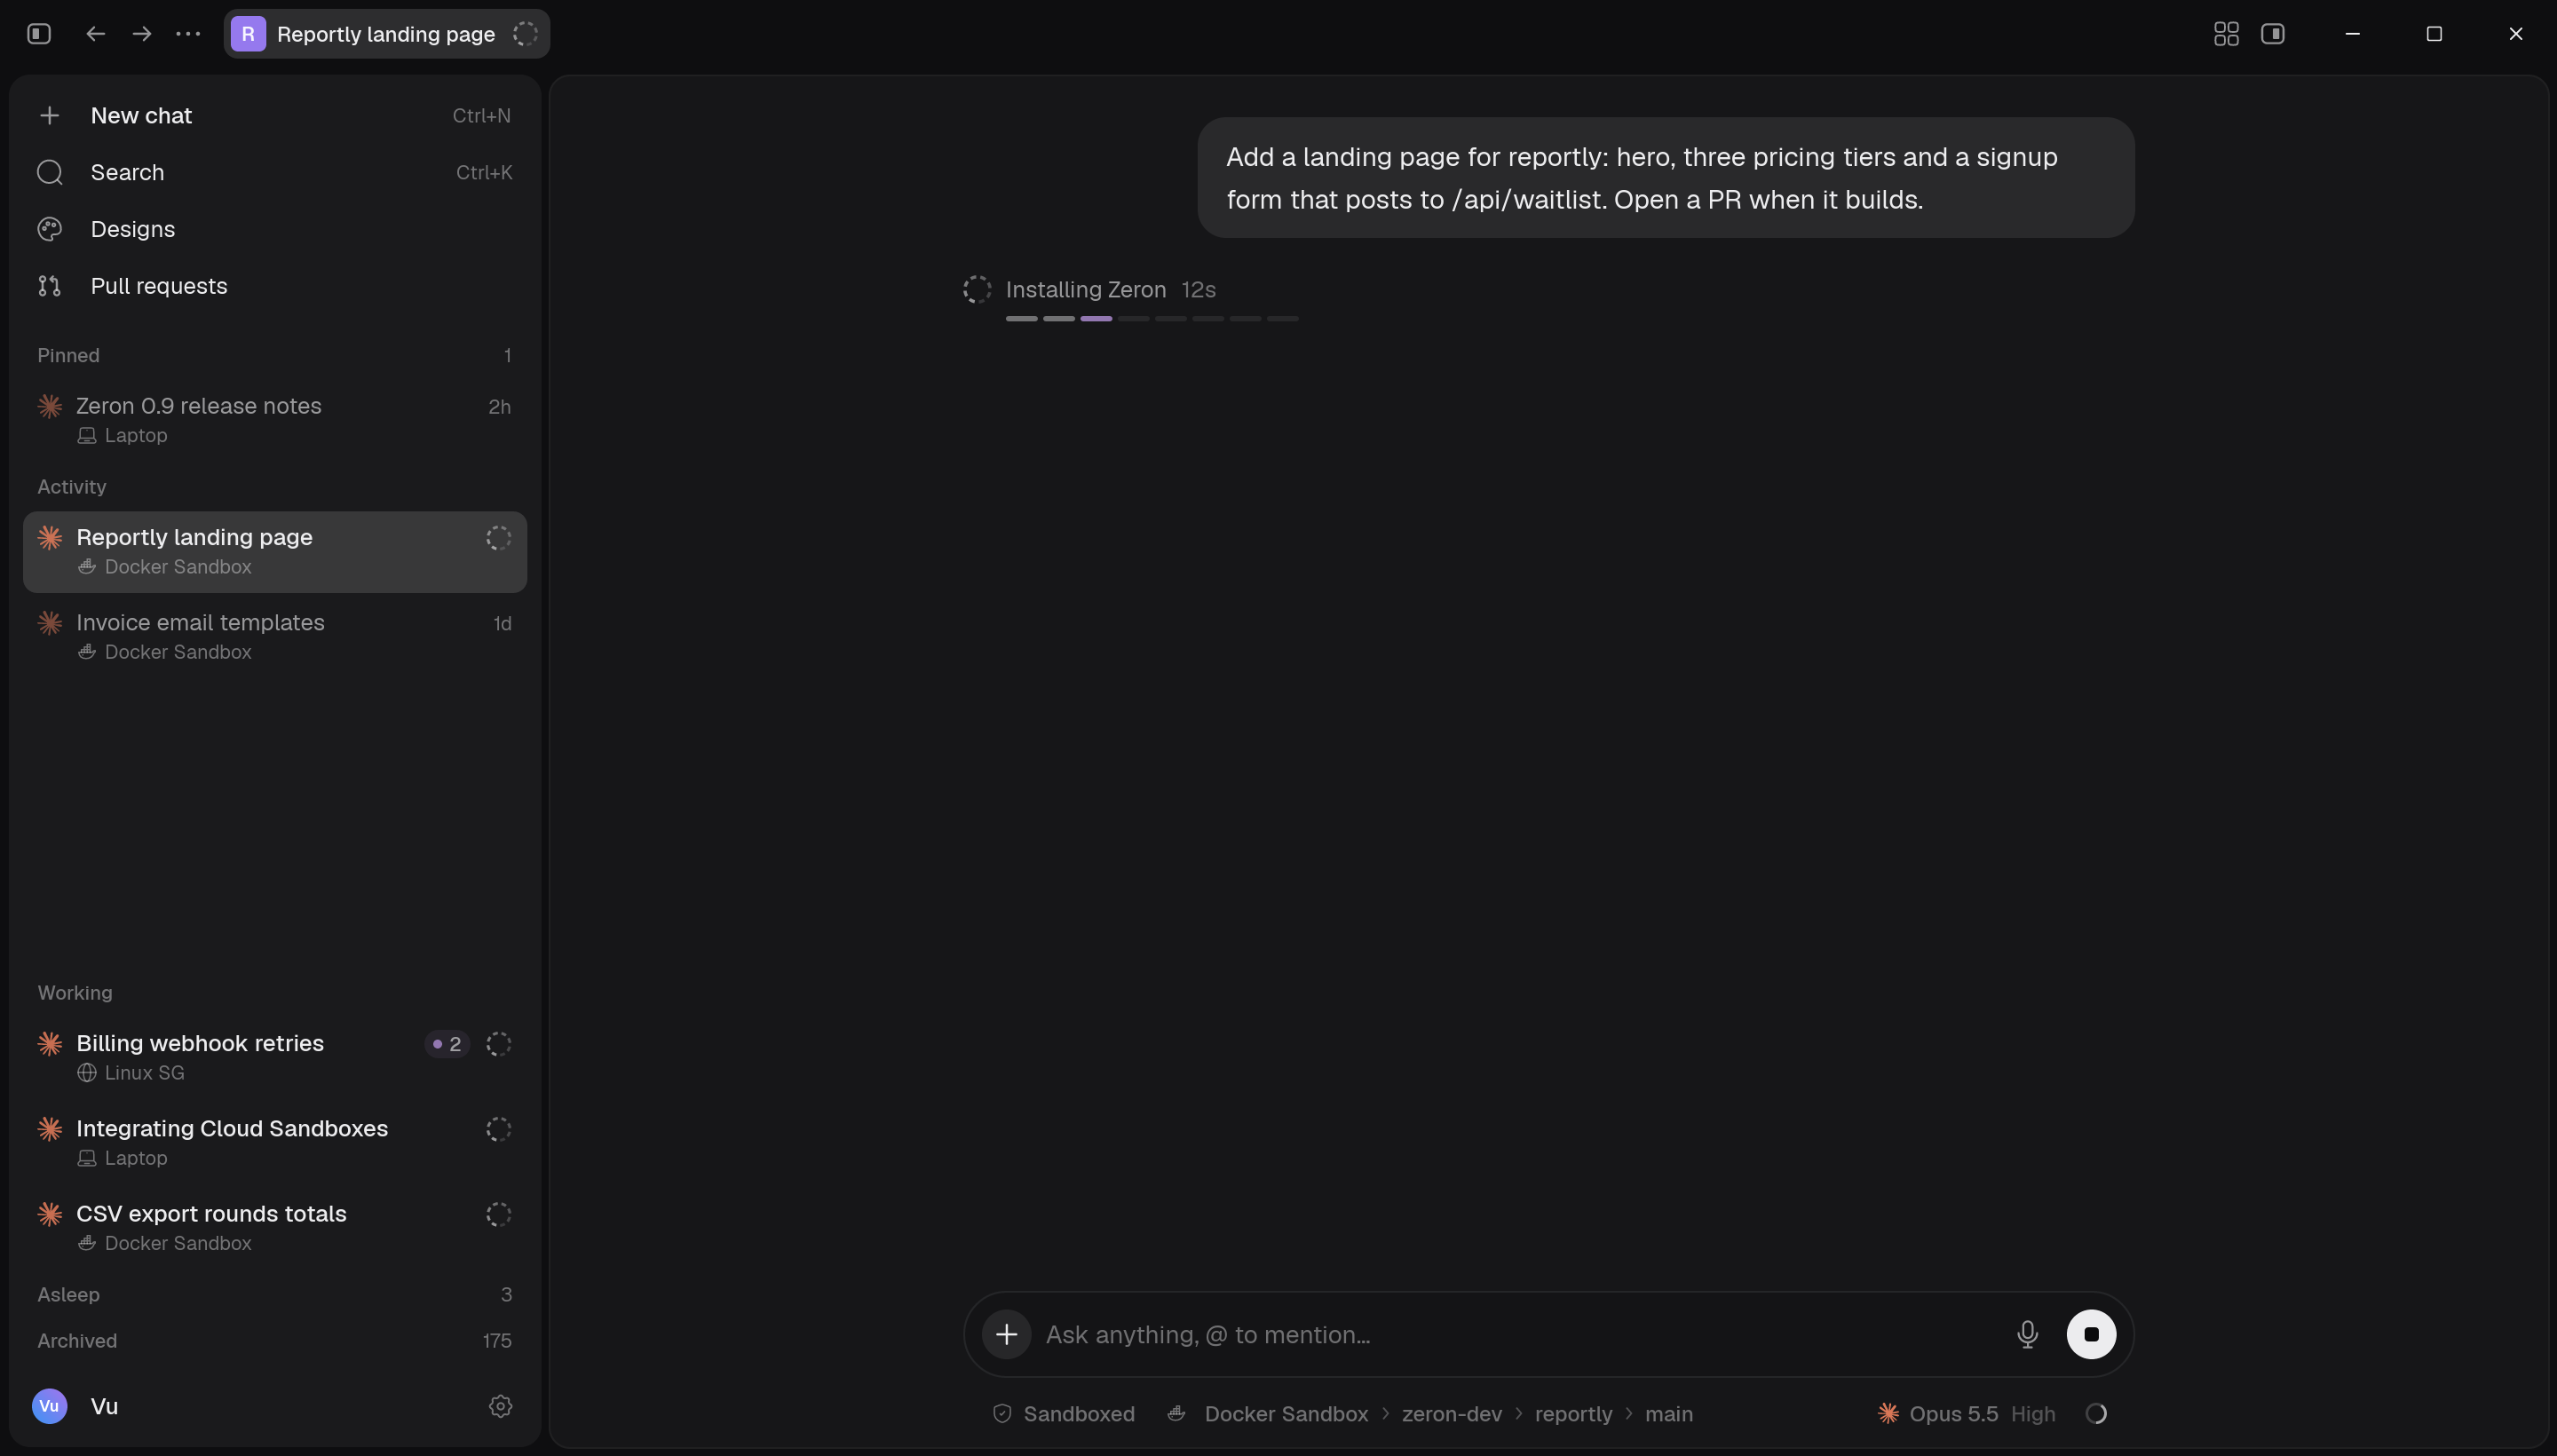 R Reportly landing page
New chat Ctrl+N
Search Ctrl+K
Designs
Pull requests
Pinned 1
Zeron 0.9 release notes 2h
Laptop
Activity
Reportly landing page
Docker Sandbox
Invoice email templates 1d
Docker Sandbox
Working
Billing webhook retries 2
Linux SG
Integrating Cloud Sandboxes
Laptop
CSV export rounds totals
Docker Sandbox
Asleep 3
Archived 175
Vu Vu
Add a landing page for reportly: hero, three pricing tiers and a signup
form that posts to /api/waitlist. Open a PR when it builds.
Installing Zeron 12s
Ask anything, @ to mention…
Sandboxed Docker Sandbox > zeron-dev > reportly > main Opus 5.5 High